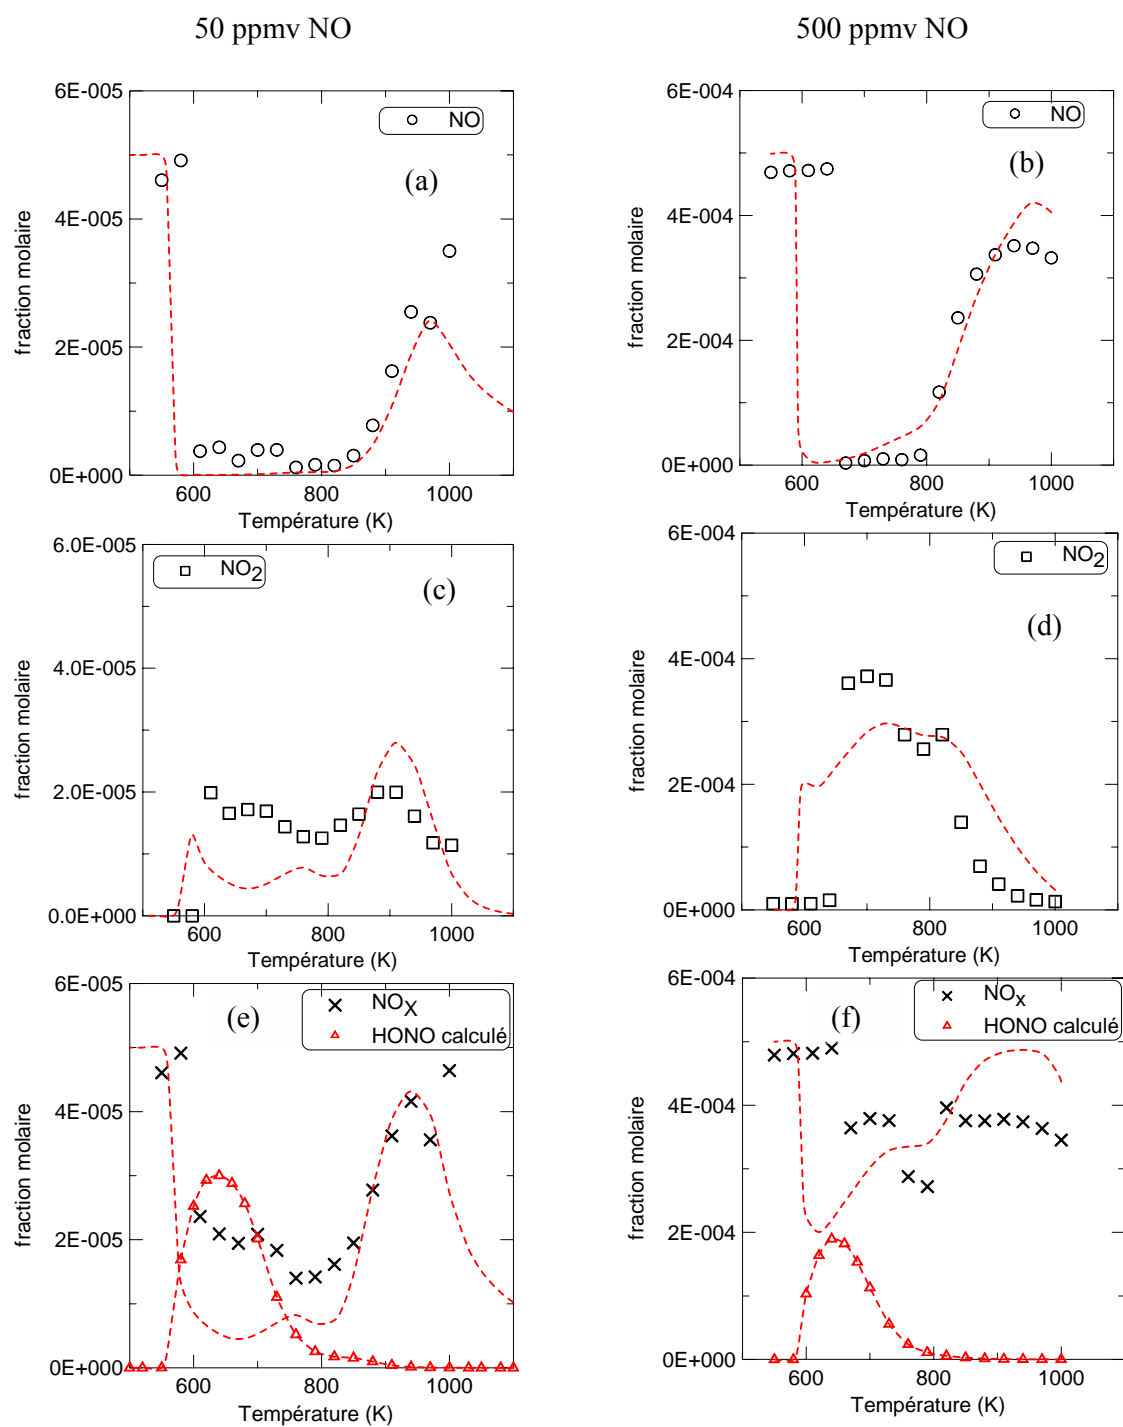 50 ppmv NO
500 ppmv NO
6E-005
4E-005
2E-005
0E+000
fraction molaire
NO
(a)
600 800 1000
Température (K)
6E-004
4E-004
2E-004
0E+000
fraction molaire
NO
(b)
600 800 1000
Température (K)
6.0E-005
4.0E-005
2.0E-005
0.0E+000
fraction molaire
NO2
(c)
600 800 1000
Température (K)
6E-004
4E-004
2E-004
0E+000
fraction molaire
NO2
(d)
600 800 1000
Température (K)
6E-005
4E-005
2E-005
0E+000
fraction molaire
NOX
HONO calculé
(e)
600 800 1000
Température (K)
6E-004
4E-004
2E-004
0E+000
fraction molaire
NOx
HONO calculé
(f)
600 800 1000
Température (K)